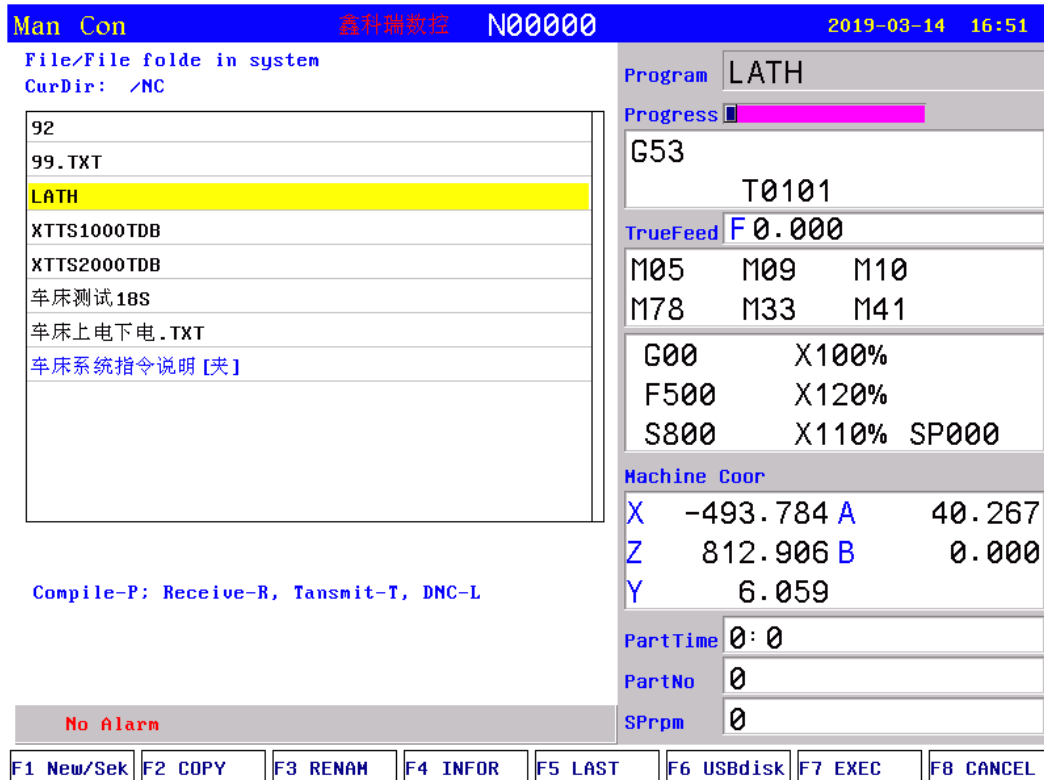 Man Con 鑫科瑞数控 N00000 2019-03-14 16:51
File/File folde in system
CurDir: /NC
92
99.TXT
LATH
XTTS1000TDB
XTTS2000TDB
车床测试18S
车床上电下电.TXT
车床系统指令说明[夹]
Compile-P; Receive-R, Tansmit-T, DNC-L
No Alarm
Program LATH
Progress
G53
T0101
TrueFeed F 0.000
M05 M09 M10
M78 M33 M41
G00 X100%
F500 X120%
S800 X110% SP000
Machine Coor
X -493.784 A 40.267
Z 812.906 B 0.000
Y 6.059
PartTime 0: 0
PartNo 0
SPrpm 0
F1 New/Sek F2 COPY F3 RENAM F4 INFOR F5 LAST F6 USBdisk F7 EXEC F8 CANCEL